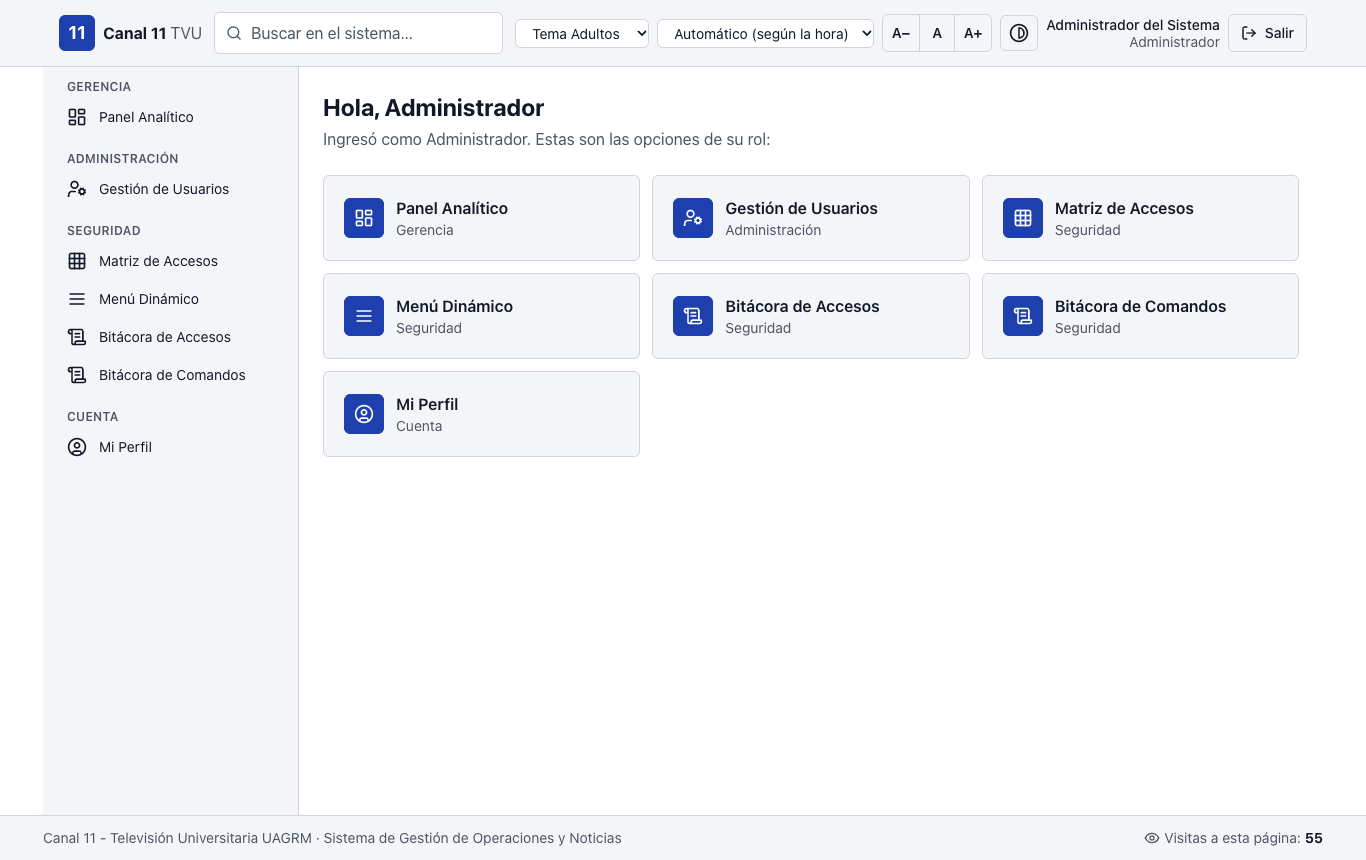 11 Canal 11 TVU
Buscar en el sistema...
Tema Adultos
Automático (según la hora)
A− A A+
Administrador del Sistema
Administrador
Salir
GERENCIA
Panel Analítico
ADMINISTRACIÓN
Gestión de Usuarios
SEGURIDAD
Matriz de Accesos
Menú Dinámico
Bitácora de Accesos
Bitácora de Comandos
CUENTA
Mi Perfil
Hola, Administrador
Ingresó como Administrador. Estas son las opciones de su rol:
Panel Analítico
Gerencia
Gestión de Usuarios
Administración
Matriz de Accesos
Seguridad
Menú Dinámico
Seguridad
Bitácora de Accesos
Seguridad
Bitácora de Comandos
Seguridad
Mi Perfil
Cuenta
Canal 11 - Televisión Universitaria UAGRM · Sistema de Gestión de Operaciones y Noticias
Visitas a esta página: 55